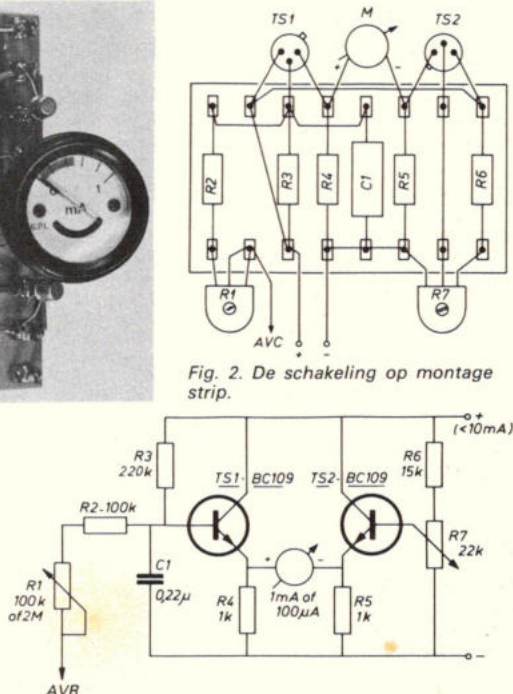 TS1 M TS2
+ -
R2 R3 R4 C1 R5 R6
R1 R7
AVC + -
0 1
mA
Fig. 2. De schakeling op montage
strip.
+
(<10mA)
R3
220k
R6
15k
TS1- BC109 TS2- BC109
R2-100k
R7
22k
R1
100k
of 2M
C1
0,22µ
+ -
1mA of
100µA
R4
1k
R5
1k
-
AVR